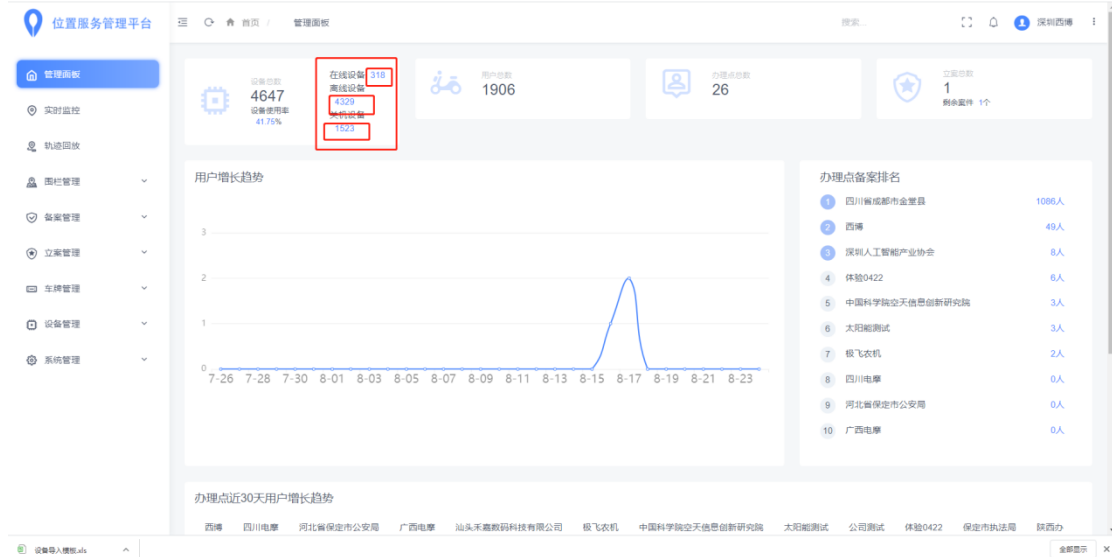 位置服务管理平台
首页 / 管理面板
搜索...
深圳西博
管理面板
实时监控
轨迹回放
围栏管理
备案管理
立案管理
车牌管理
设备管理
系统管理
设备总数
4647
设备使用率
41.75%
在线设备 318
离线设备
4329
关机设备
1523
用户总数
1906
办理点总数
26
立案总数
1
剩余案件 1个
用户增长趋势
3
2
1
0
7-26 7-28 7-30 8-01 8-03 8-05 8-07 8-09 8-11 8-13 8-15 8-17 8-19 8-21 8-23
办理点备案排名
1 四川省成都市金堂县 1086人
2 西博 49人
3 深圳人工智能产业协会 8人
4 体验0422 6人
5 中国科学院空天信息创新研究院 3人
6 太阳能测试 3人
7 极飞农机 2人
8 四川电摩 0人
9 河北省保定市公安局 0人
10 广西电摩 0人
办理点近30天用户增长趋势
西博 四川电摩 河北省保定市公安局 广西电摩 汕头禾嘉数码科技有限公司 极飞农机 中国科学院空天信息创新研究院 太阳能测试 公司测试 体验0422 保定市执法局 陕西办
设备导入模板.xls
全部显示